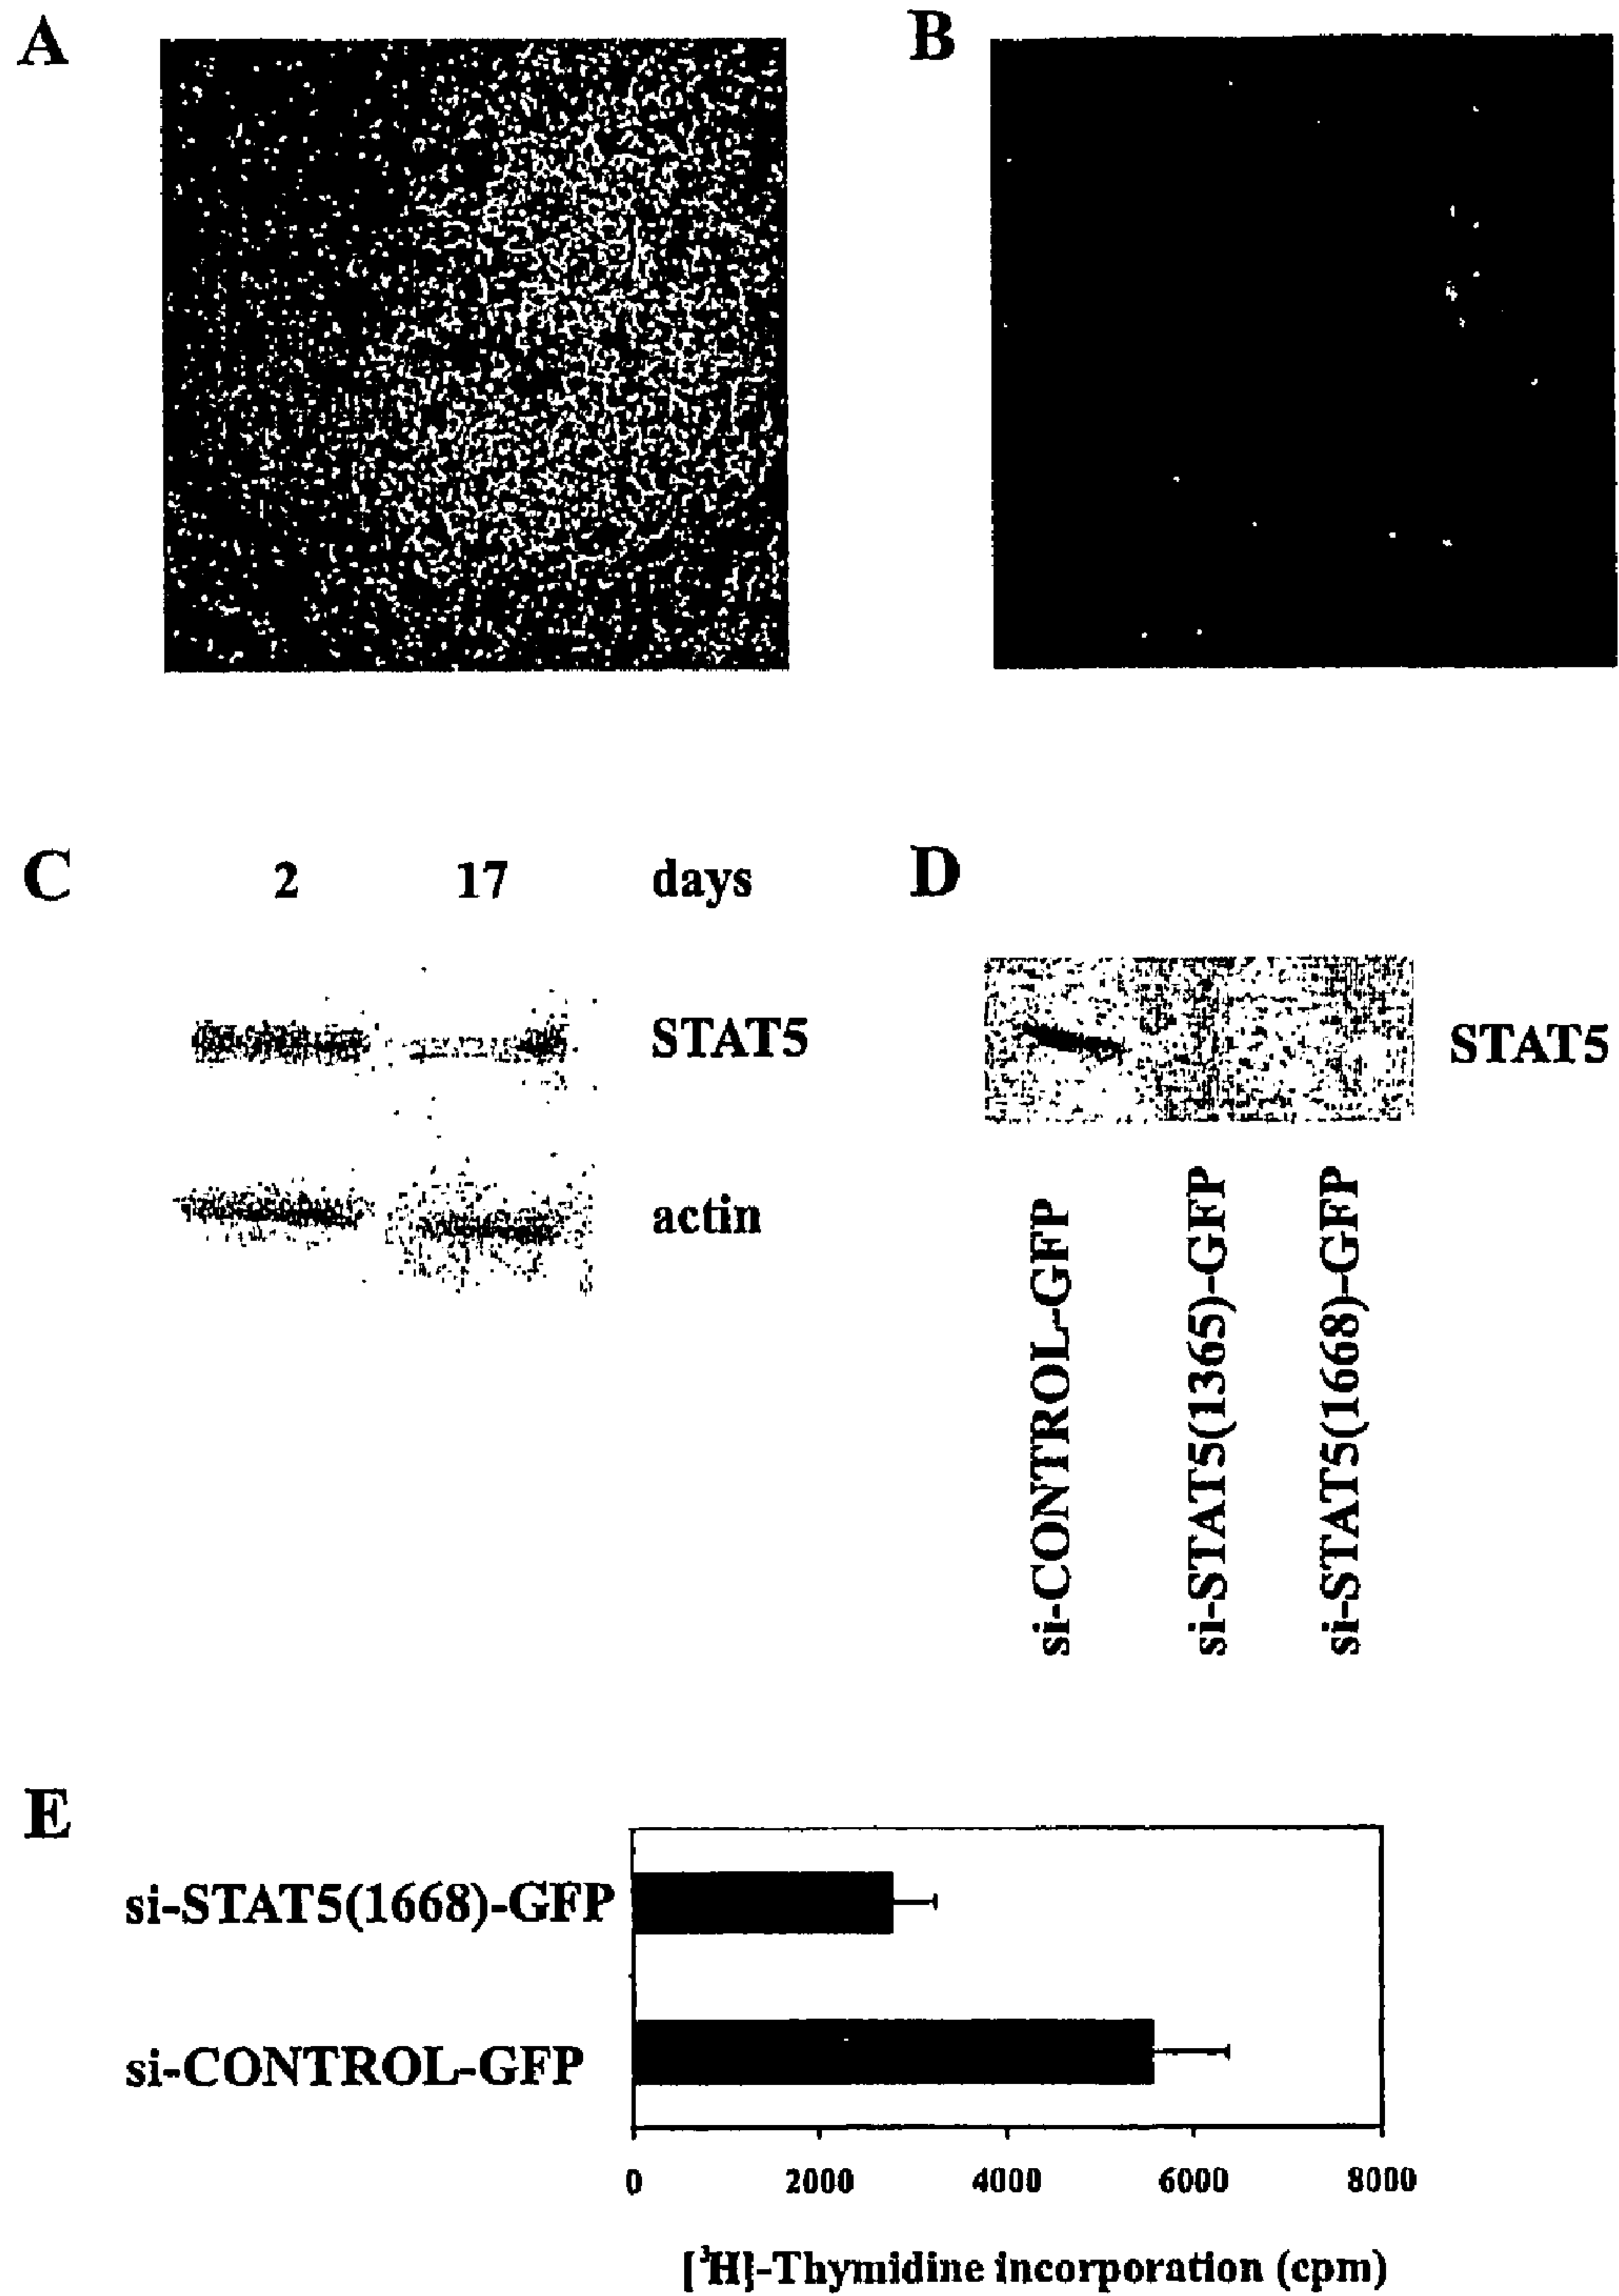 A
B
C
2 17 days
D
STAT5
STAT5
actin
si-CONTROL-GFP
si-STAT5(1365)-GFP
si-STAT5(1668)-GFP
E
si-STAT5(1668)-GFP
si-CONTROL-GFP
0 2000 4000 6000 8000
[³H]-Thymidine incorporation (cpm)